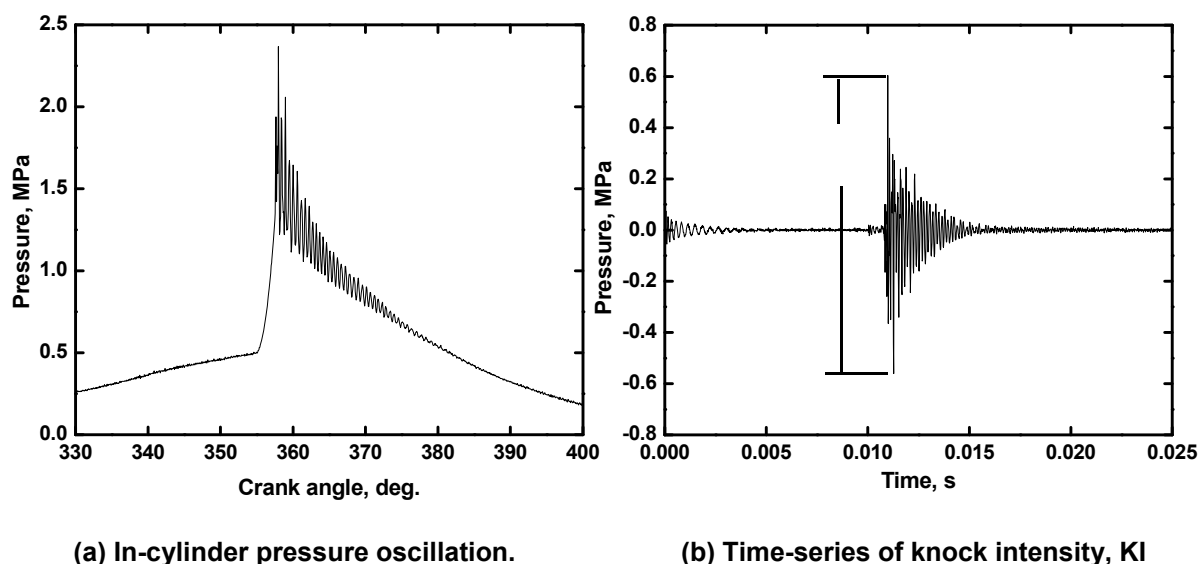 2.5
2.0
1.5
1.0
0.5
0.0
Pressure, MPa
330 340 350 360 370 380 390 400
Crank angle, deg.
0.8
0.6
0.4
0.2
0.0
-0.2
-0.4
-0.6
-0.8
Pressure, MPa
0.000 0.005 0.010 0.015 0.020 0.025
Time, s
(a) In-cylinder pressure oscillation.
(b) Time-series of knock intensity, KI